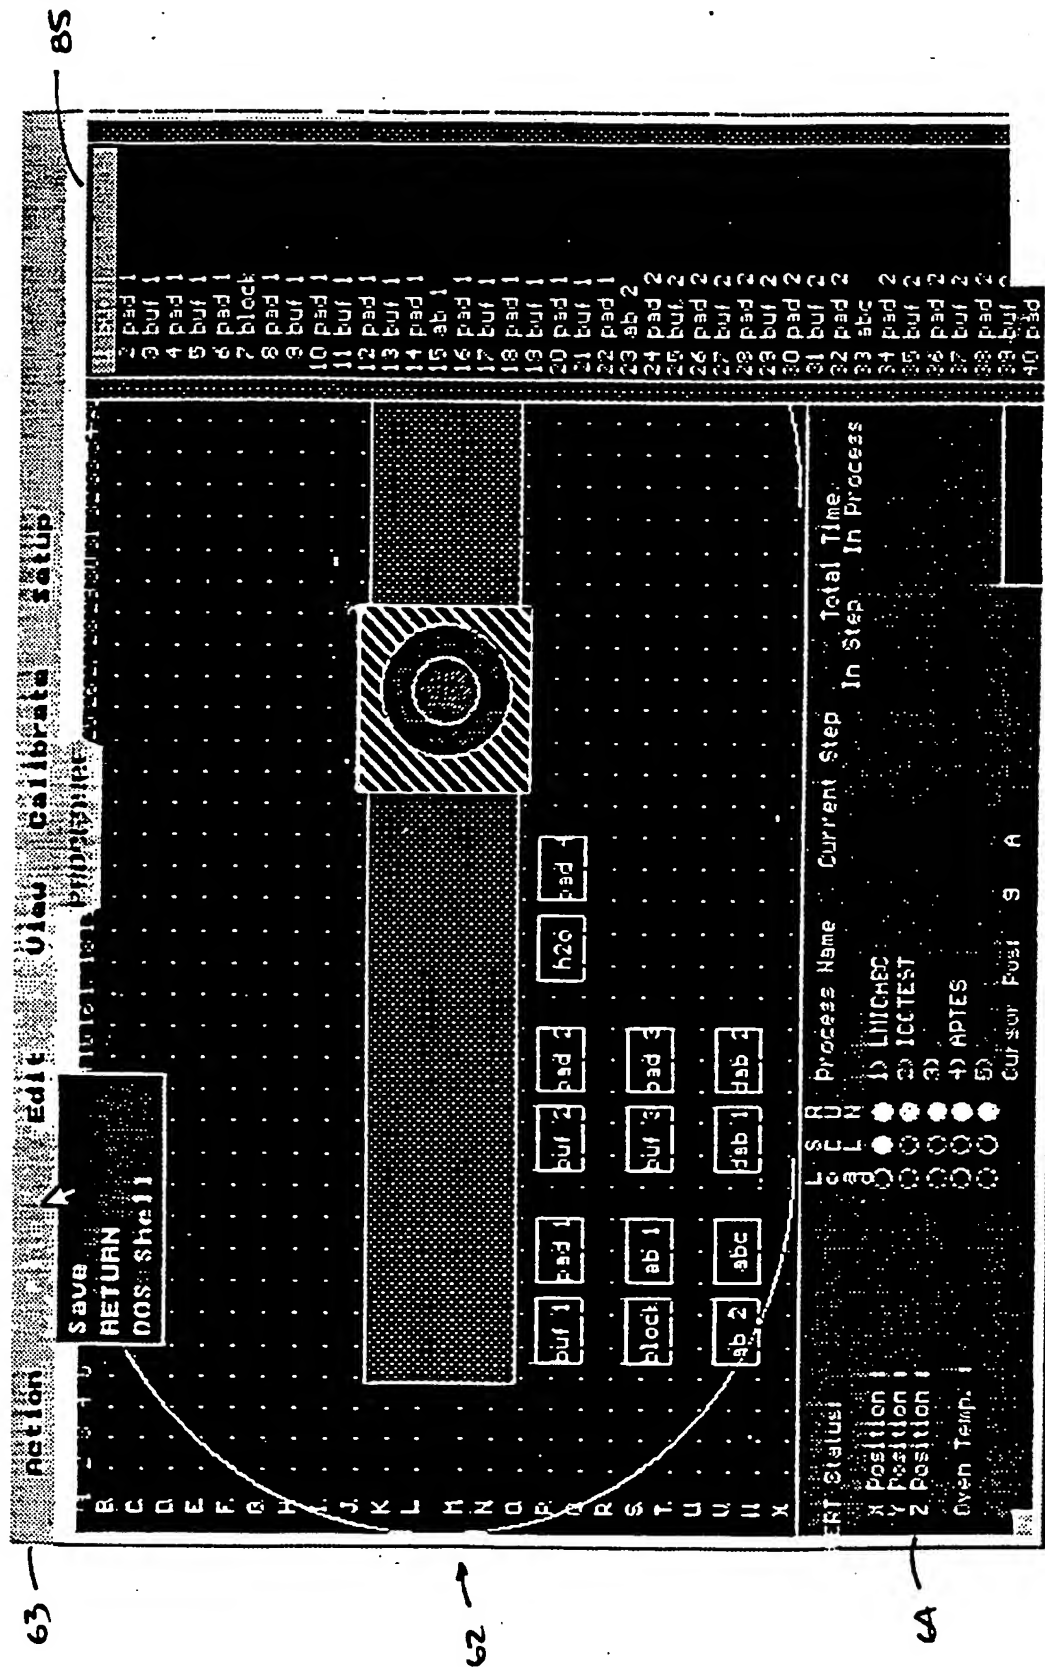 63
85
62
64
Action Edit View Calibrate setup
PROCEDURE
Save
RETURN
DOS Shell
B
C
D
E
F
G
H
I
J
K
L
M
N
O
P
Q
R
S
T
U
V
W
X
buf 1
pad 1
buf 2
pad 2
h2o
pad 4
block
ab 1
buf 3
pad 3
ab 2
abc
dab 1
dab 2
1 buf 1
2 pad 1
3 buf 1
4 pad 1
5 buf 1
6 pad 1
7 block
8 pad 1
9 buf 1
10 pad 1
11 buf 1
12 pad 1
13 buf 1
14 pad 1
15 ab 1
16 pad 1
17 buf 1
18 pad 1
19 buf 1
20 pad 1
21 buf 1
22 pad 1
23 ab 2
24 pad 2
25 buf 2
26 pad 2
27 buf 2
28 pad 2
29 buf 2
30 pad 2
31 buf 2
32 pad 2
33 abc
34 pad 2
35 buf 2
36 pad 2
37 buf 2
38 pad 2
39 buf 2
40 pad
ERT Status:
X Position :
Y Position :
Z Position :
Oven Temp. :
Process Name Current Step Total Time
In Step In Process
1) LMICABC
2) ICCTEST
3)
4) APTES
5)
Cursor Pos: 9 A